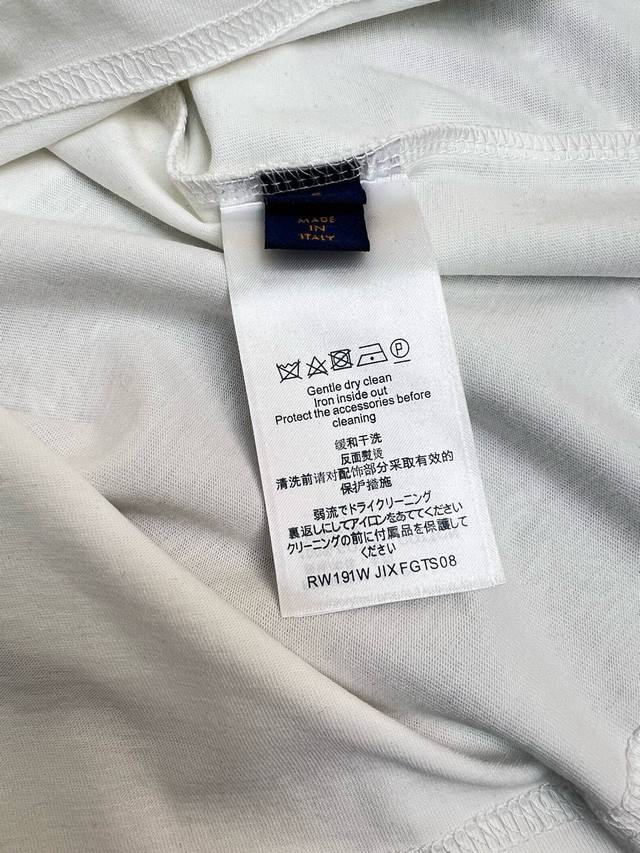 MADE
IN
ITALY
P
Gentle dry clean
Iron inside out
Protect the accessories before
cleaning
缓和干洗
反面熨烫
清洗前请对配饰部分采取有效的
保护措施
弱流でドライクリーニング
裏返しにしてアイロンをあててください
クリーニングの前に付属品を保護して
ください
RW191W JIXFGTS08